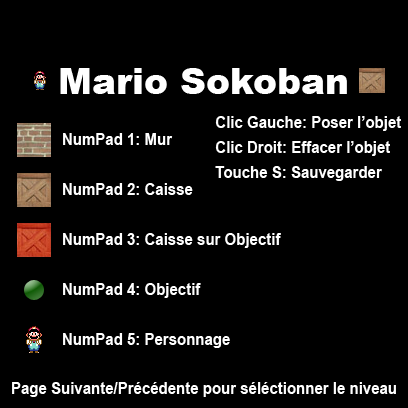 Mario Sokoban
Clic Gauche: Poser l’objet
NumPad 1: Mur
Clic Droit: Effacer l’objet
Touche S: Sauvegarder
NumPad 2: Caisse
NumPad 3: Caisse sur Objectif
NumPad 4: Objectif
NumPad 5: Personnage
Page Suivante/Précédente pour séléctionner le niveau